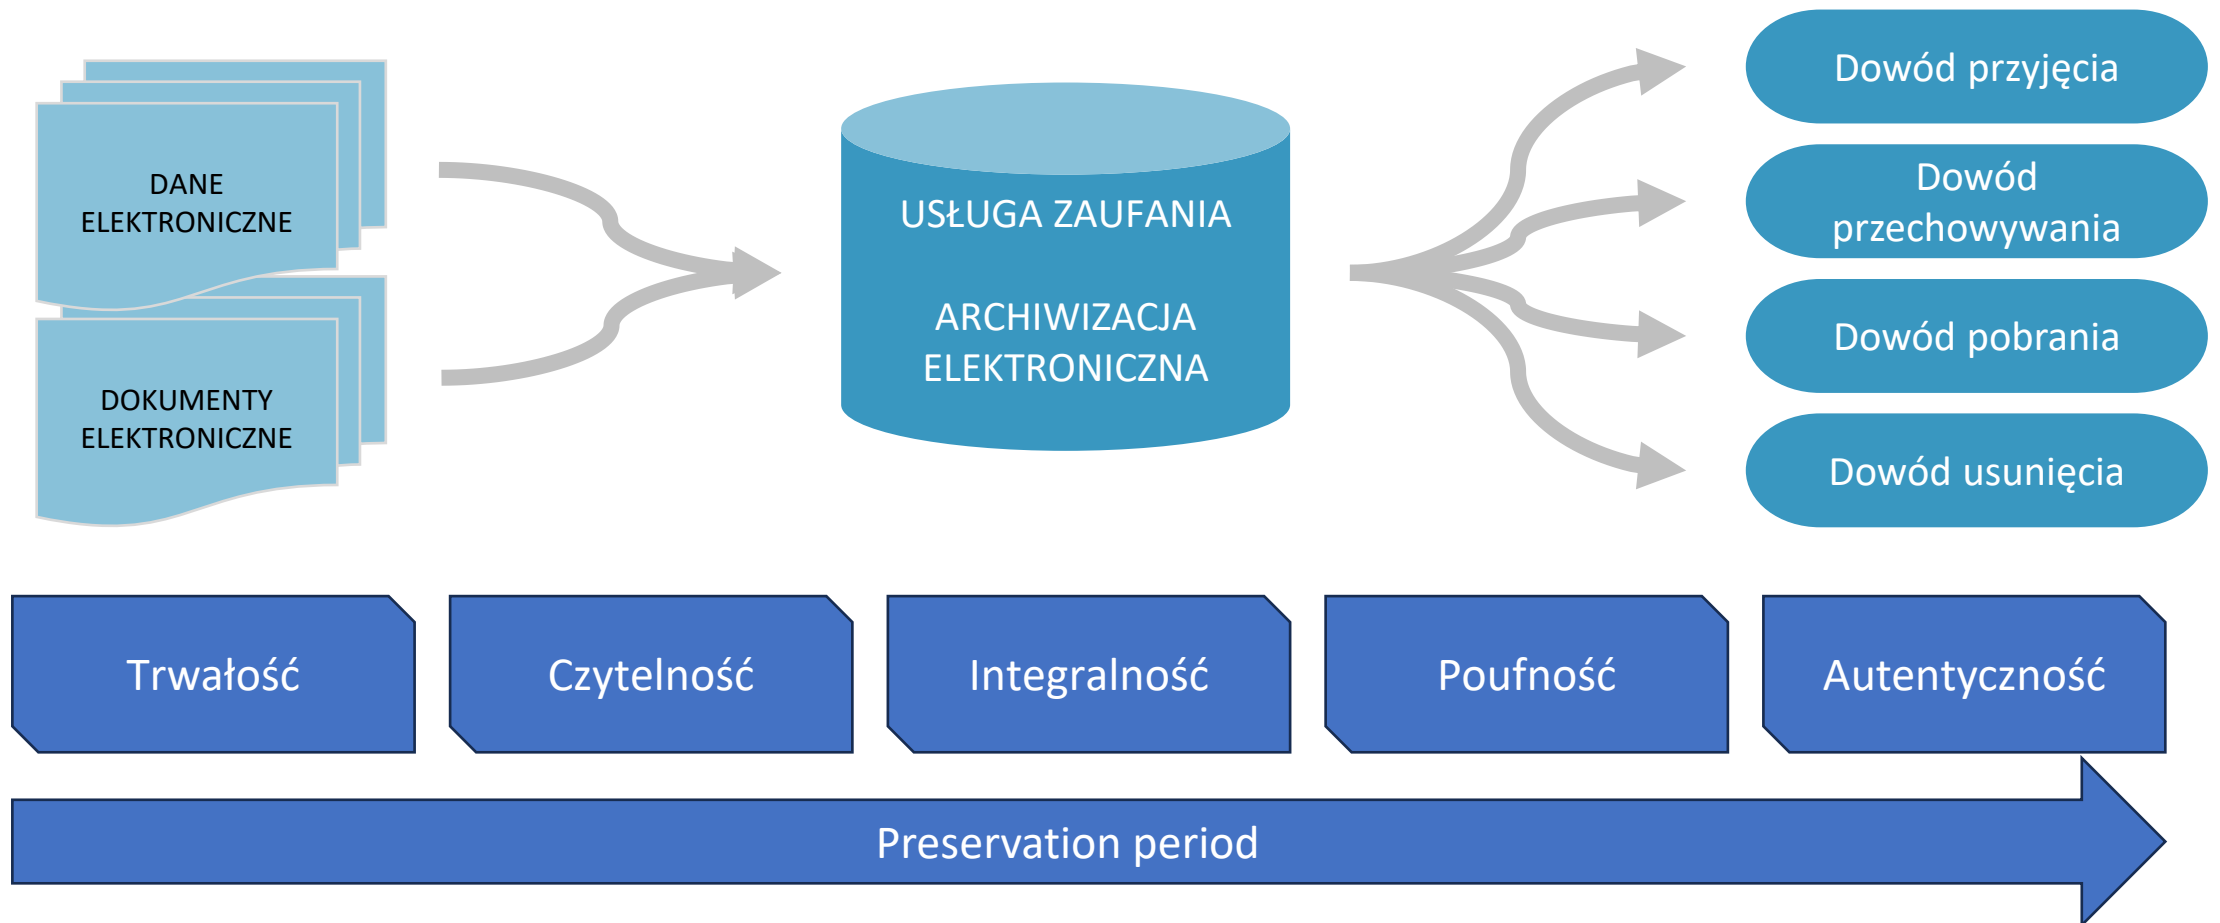 DANE
ELEKTRONICZNE
DOKUMENTY
ELEKTRONICZNE
USŁUGA ZAUFANIA
ARCHIWIZACJA
ELEKTRONICZNA
Dowód przyjęcia
Dowód
przechowywania
Dowód pobrania
Dowód usunięcia
Trwałość
Czytelność
Integralność
Poufność
Autentyczność
Preservation period